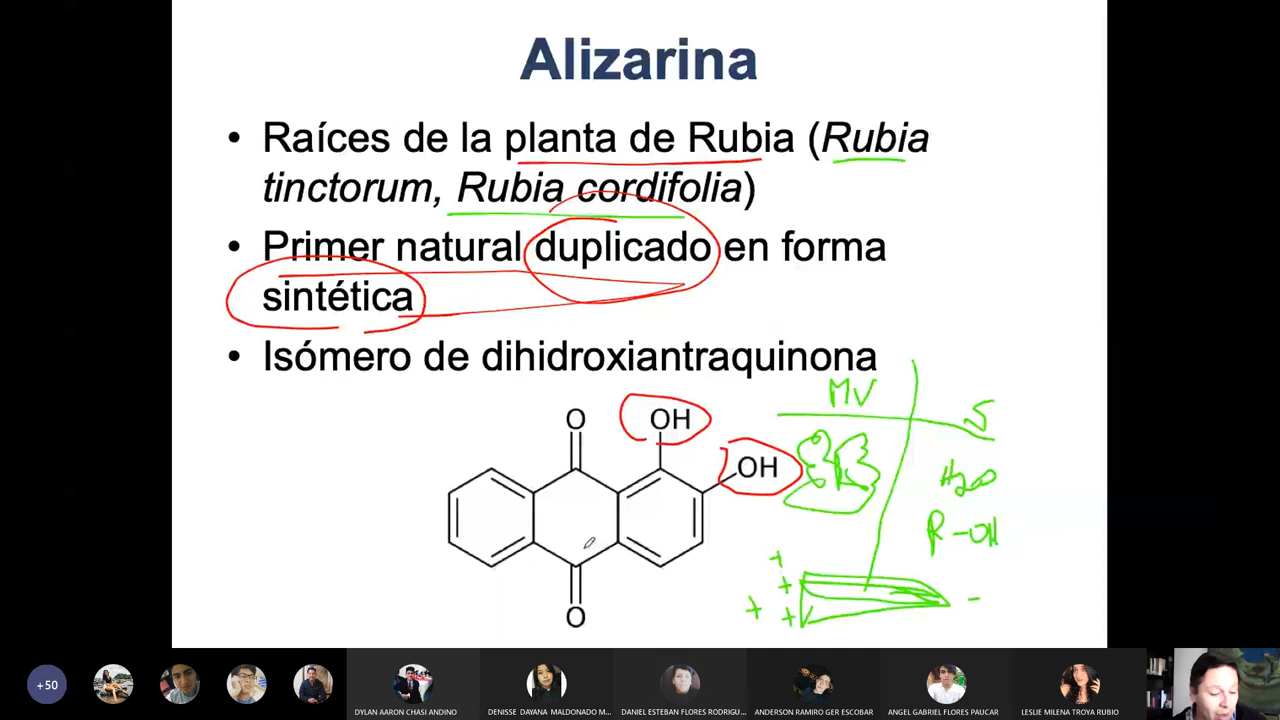 Alizarina
• Raíces de la planta de Rubia (Rubia
tinctorum, Rubia cordifolia)
• Primer natural duplicado en forma
sintética
• Isómero de dihidroxiantraquinona
O
OH
OH
O
MV
S
H2O
R-OH
+
+
+
+
-
+50
DYLAN AARON CHASI ANDINO
DENISSE DAYANA MALDONADO M...
DANIEL ESTEBAN FLORES RODRIGU...
ANDERSON RAMIRO GER ESCOBAR
ANGEL GABRIEL FLORES PAUCAR
LESLIE MILENA TROYA RUBIO